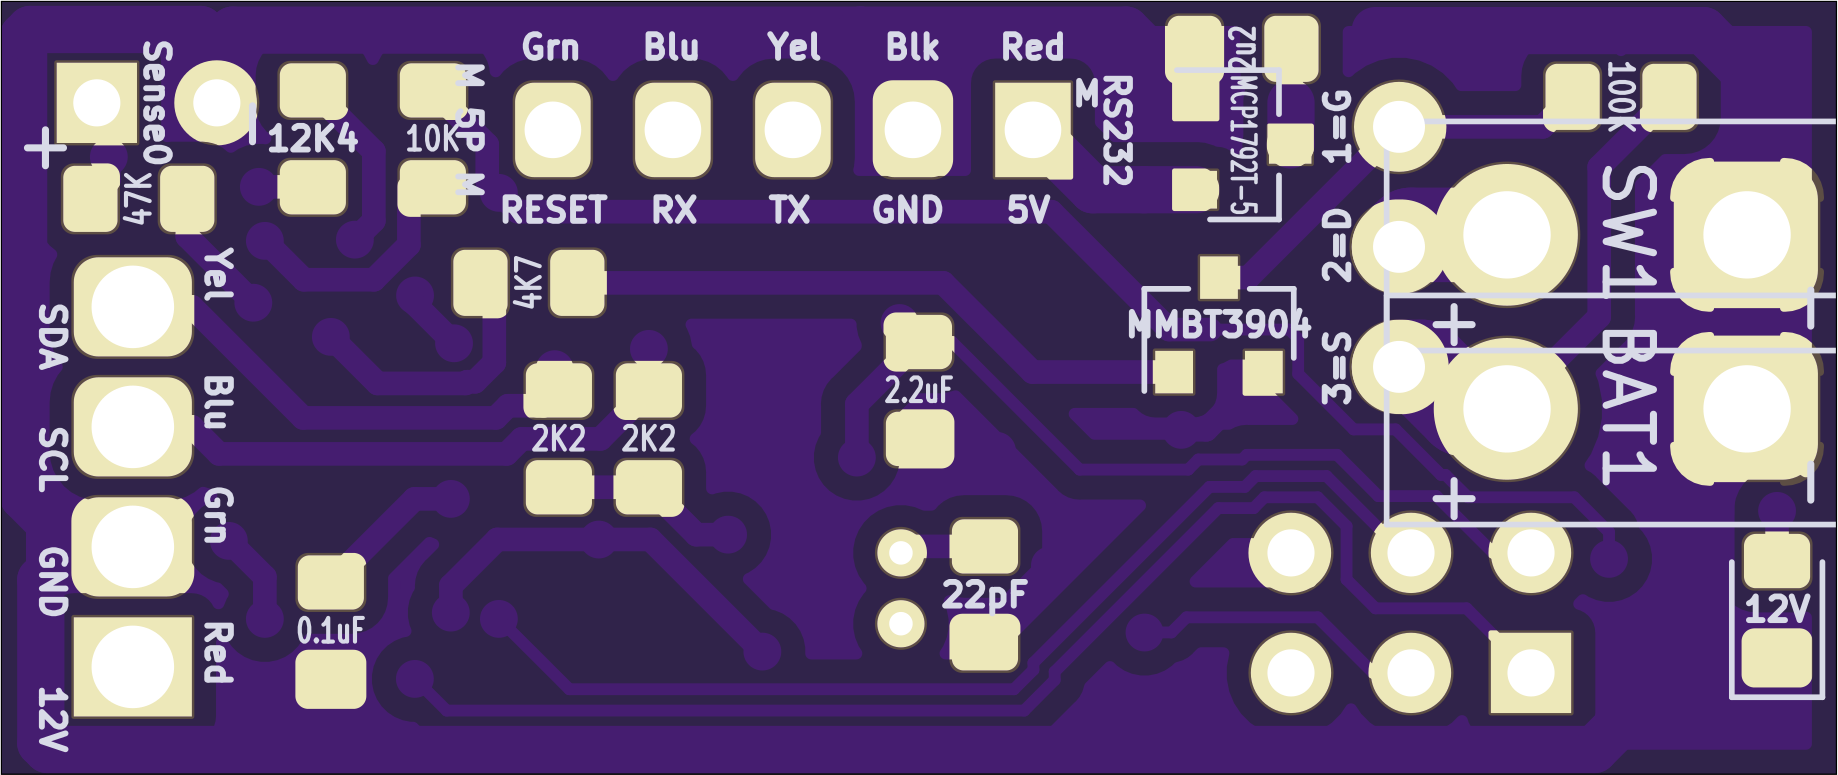 Grn Blu Yel Blk Red
RESET RX TX GND 5V
M
RS232
Sense0
+
12K4
10K
M 5P M
47K
4K7
Yel
SDA
Blu
SCL
Grn
GND
Red
12V
2K2 2K2
2.2uF
0.1uF
22pF
2n2
MCP1792T-5
MMBT3904
1=G
2=D
3=S
100K
SW1
+ -
BAT1
+ -
12V